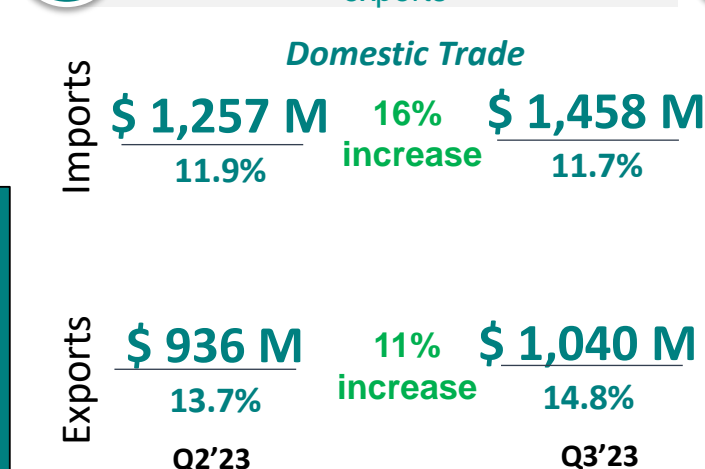 exports
Domestic Trade
Imports
$ 1,257 M
11.9%
16%
increase
$ 1,458 M
11.7%
Exports
$ 936 M
13.7%
11%
increase
$ 1,040 M
14.8%
Q2’23
Q3’23